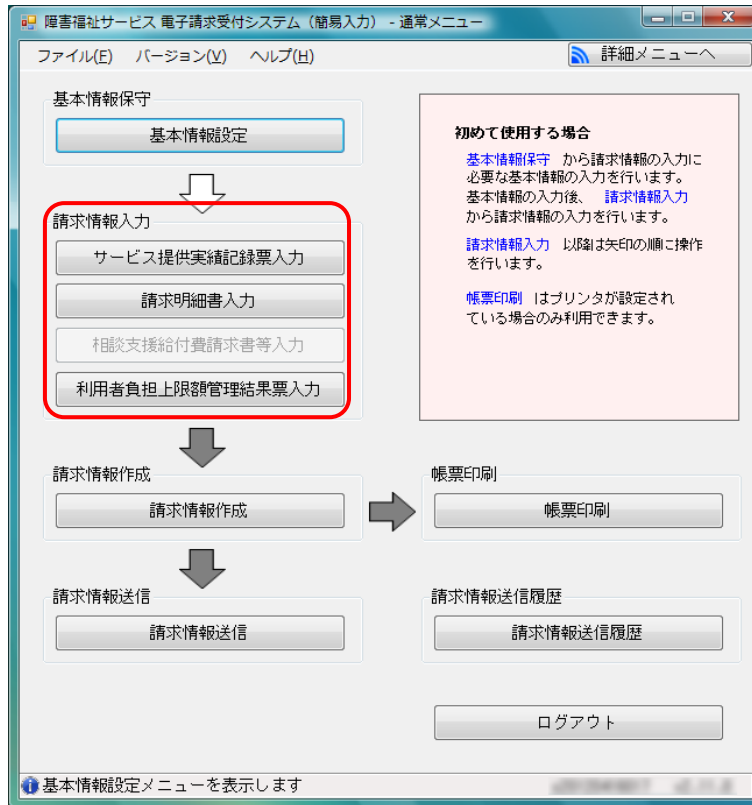 障害福祉サービス 電子請求受付システム（簡易入力） - 通常メニュー
ファイル(F) バージョン(V) ヘルプ(H) 詳細メニューへ
基本情報保守
基本情報設定
請求情報入力
サービス提供実績記録票入力
請求明細書入力
相談支援給付費請求書等入力
利用者負担上限額管理結果票入力
初めて使用する場合
基本情報保守 から請求情報の入力に
必要な基本情報の入力を行います。
基本情報の入力後、 請求情報入力
から請求情報の入力を行います。
請求情報入力 以降は矢印の順に操作
を行います。
帳票印刷 はプリンタが設定され
ている場合のみ利用できます。
請求情報作成
請求情報作成
帳票印刷
帳票印刷
請求情報送信
請求情報送信
請求情報送信履歴
請求情報送信履歴
ログアウト
基本情報設定メニューを表示します